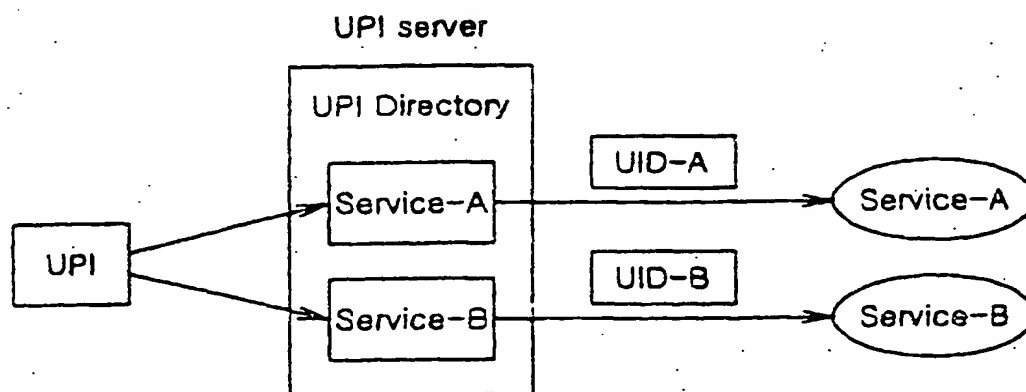 UPI server
UPI Directory
UID-A
Service-A
Service-A
UPI
UID-B
Service-B
Service-B